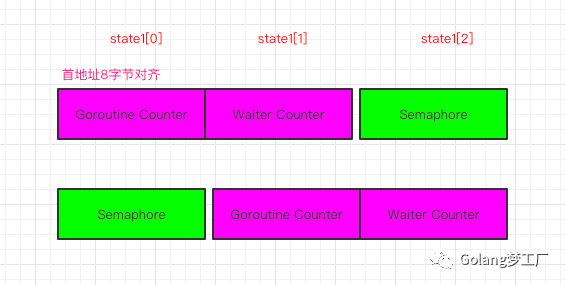 state1[0] state1[1] state1[2]
首地址8字节对齐
Goroutine Counter Waiter Counter Semaphore
Semaphore Goroutine Counter Waiter Counter
Golang梦工厂